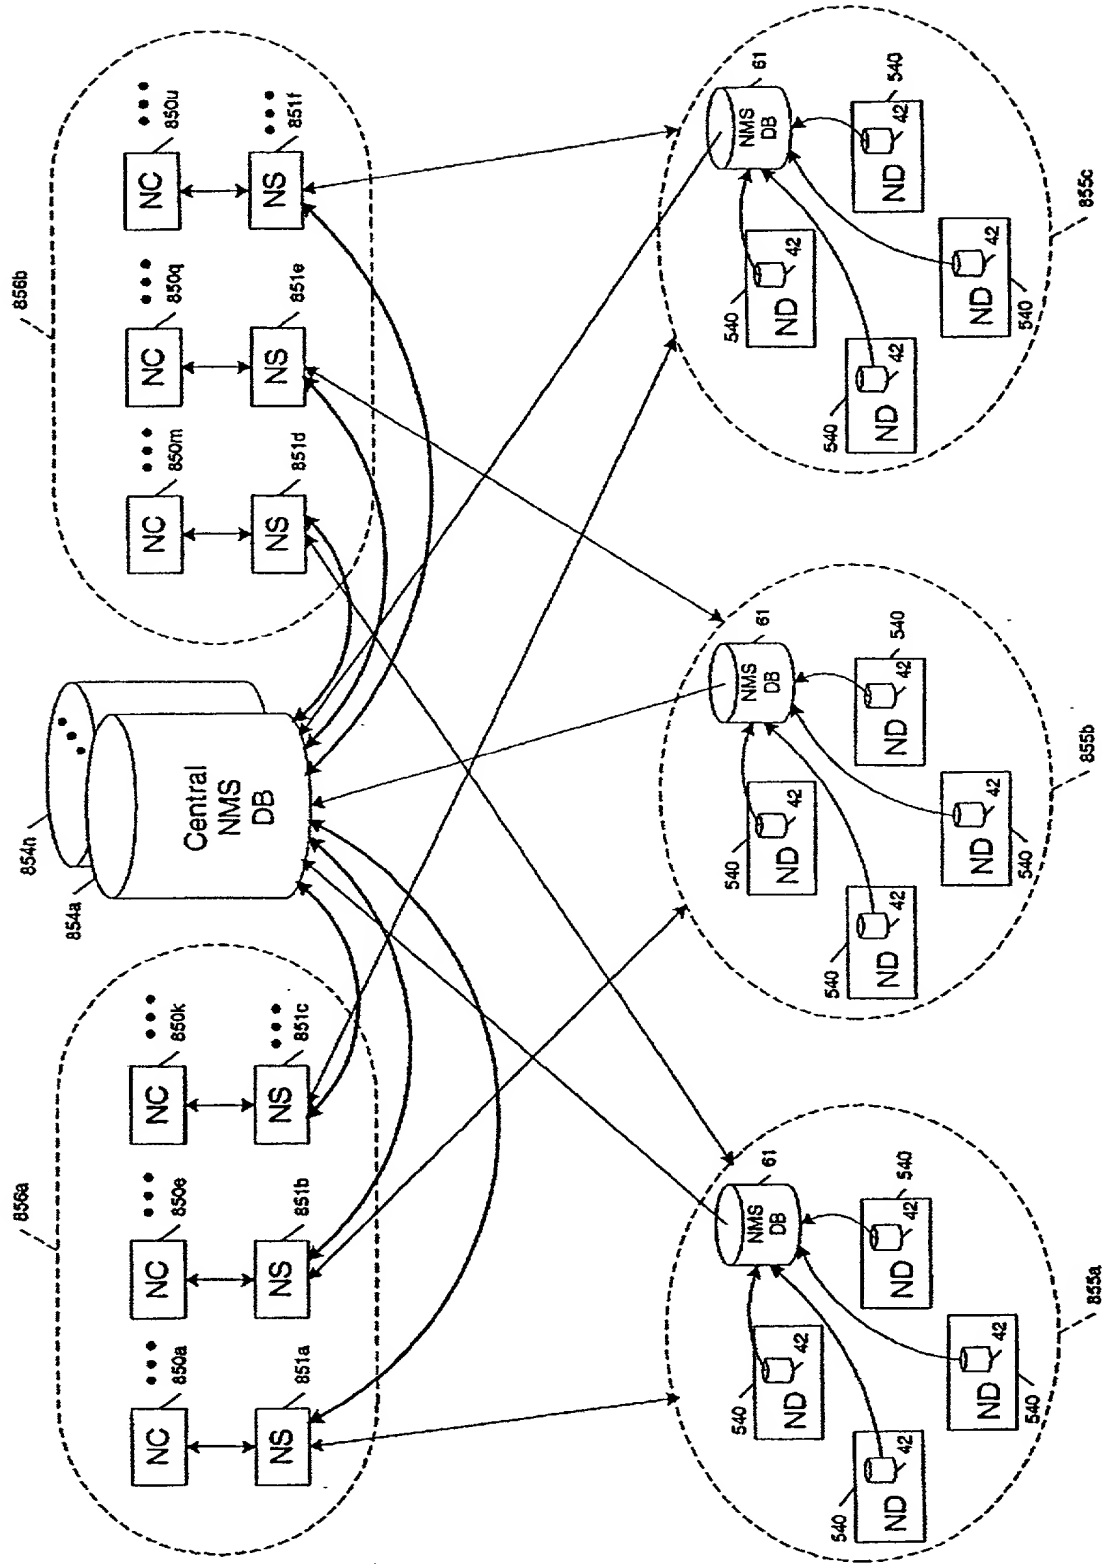 856a
NC
850a
NC
850e
NC
850k
NS
851a
NS
851b
NS
851c
854a
854n
Central
NMS
DB
856b
NC
850m
NC
850q
NC
850u
NS
851d
NS
851e
NS
851f
NMS
DB
61
540
ND
42
540
ND
42
540
ND
42
540
ND
42
855a
NMS
DB
61
540
ND
42
540
ND
42
540
ND
42
540
ND
42
855b
NMS
DB
61
540
ND
42
540
ND
42
540
ND
42
540
ND
42
855c